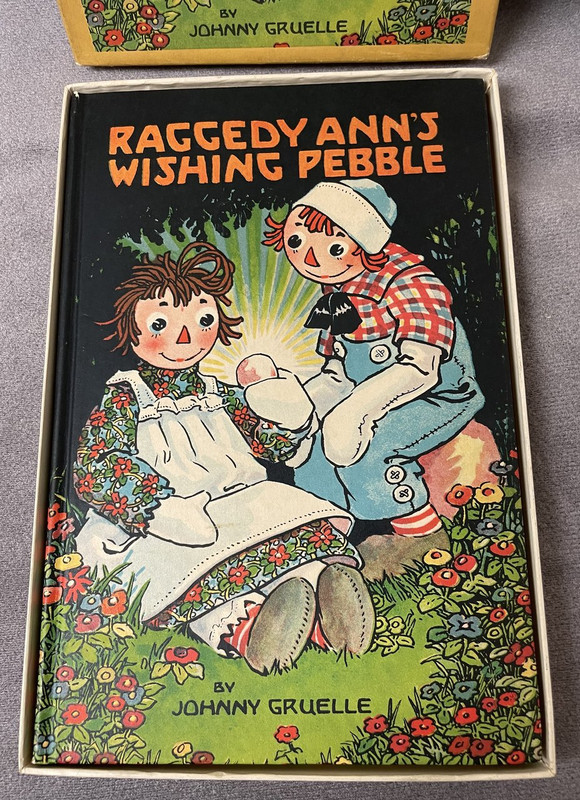 BY
JOHNNY GRUELLE
RAGGEDY ANN'S
WISHING PEBBLE
BY
JOHNNY GRUELLE